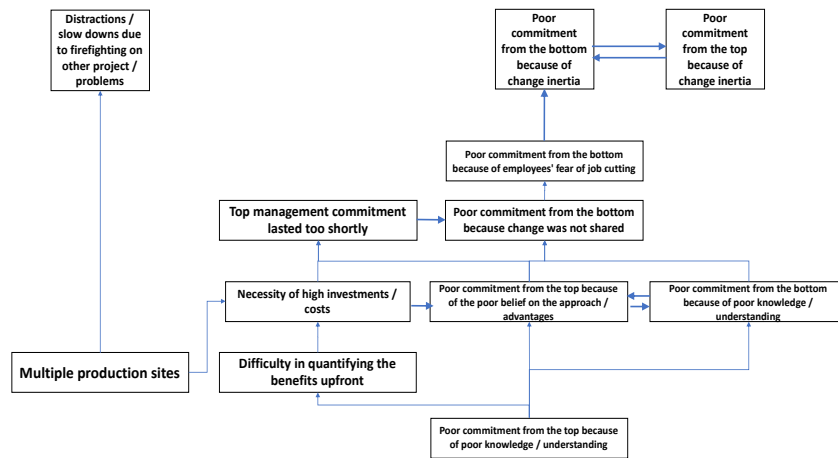 Distractions /
slow downs due
to firefighting on
other project /
problems
Poor
commitment
from the bottom
because of
change inertia
Poor
commitment
from the top
because of
change inertia
Poor commitment from the bottom
because of employees' fear of job cutting
Top management commitment
lasted too shortly
Poor commitment from the bottom
because change was not shared
Necessity of high investments /
costs
Poor commitment from the top because
of the poor belief on the approach /
advantages
Poor commitment from the bottom
because of poor knowledge /
understanding
Multiple production sites
Difficulty in quantifying the
benefits upfront
Poor commitment from the top because
of poor knowledge / understanding